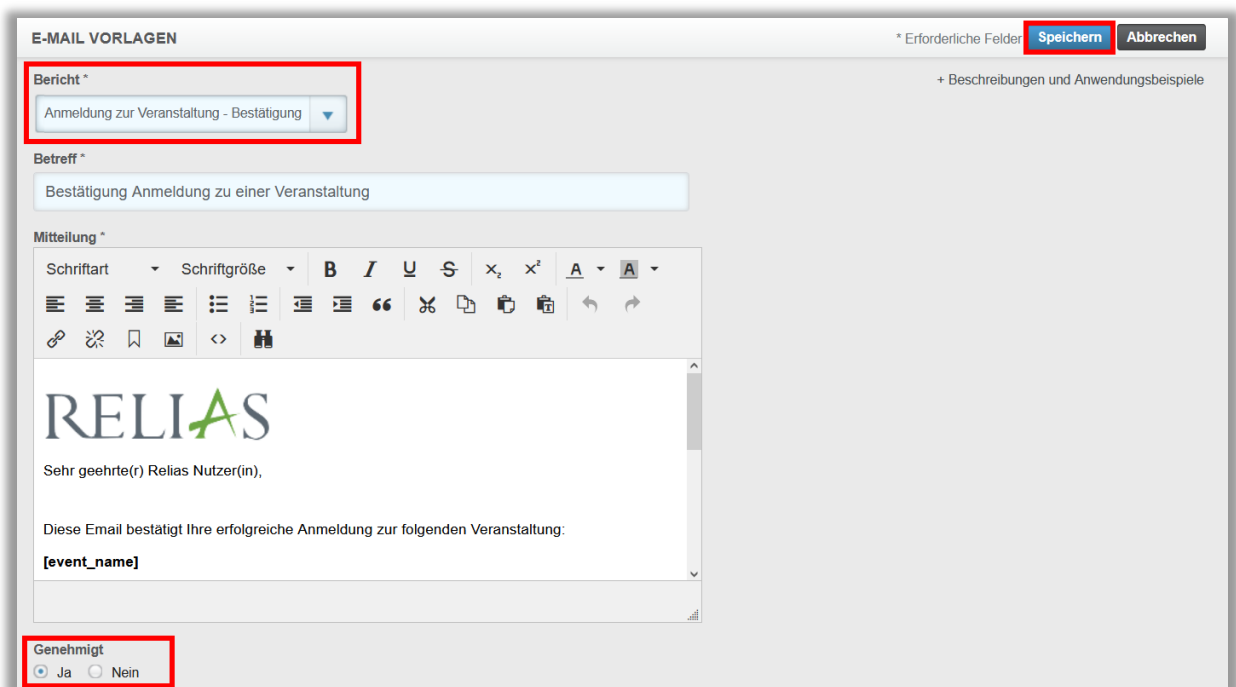 E-MAIL VORLAGEN
* Erforderliche Felder Speichern Abbrechen
Bericht *
+ Beschreibungen und Anwendungsbeispiele
Anmeldung zur Veranstaltung - Bestätigung
Betreff *
Bestätigung Anmeldung zu einer Veranstaltung
Mitteilung *
Schriftart Schriftgröße B I U S x₂ x² A A
RELIAS
Sehr geehrte(r) Relias Nutzer(in),
Diese Email bestätigt Ihre erfolgreiche Anmeldung zur folgenden Veranstaltung:
[event_name]
Genehmigt
Ja Nein